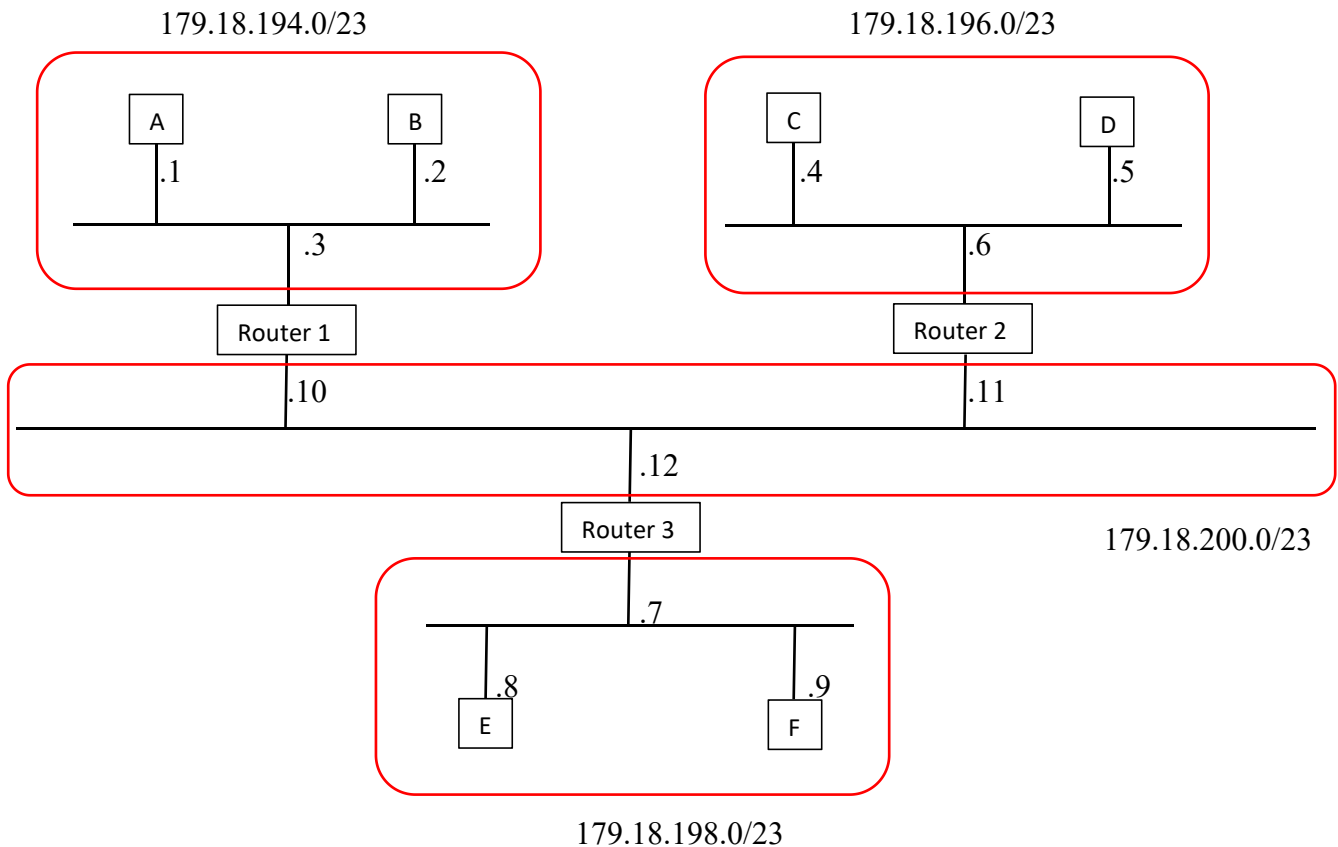 179.18.194.0/23
179.18.196.0/23
A
B
C
D
.1
.2
.4
.5
.3
.6
Router 1
Router 2
.10
.11
.12
Router 3
179.18.200.0/23
.7
.8
.9
E
F
179.18.198.0/23